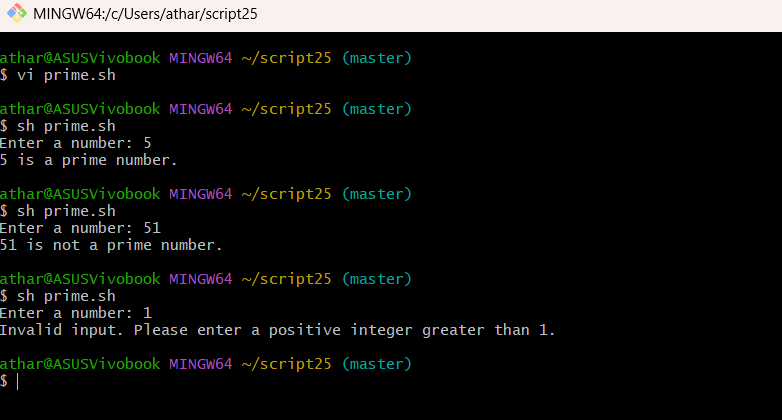 MINGW64:/c/Users/athar/script25
athar@ASUSVivobook MINGW64 ~/script25 (master)
$ vi prime.sh
athar@ASUSVivobook MINGW64 ~/script25 (master)
$ sh prime.sh
Enter a number: 5
5 is a prime number.
athar@ASUSVivobook MINGW64 ~/script25 (master)
$ sh prime.sh
Enter a number: 51
51 is not a prime number.
athar@ASUSVivobook MINGW64 ~/script25 (master)
$ sh prime.sh
Enter a number: 1
Invalid input. Please enter a positive integer greater than 1.
athar@ASUSVivobook MINGW64 ~/script25 (master)
$